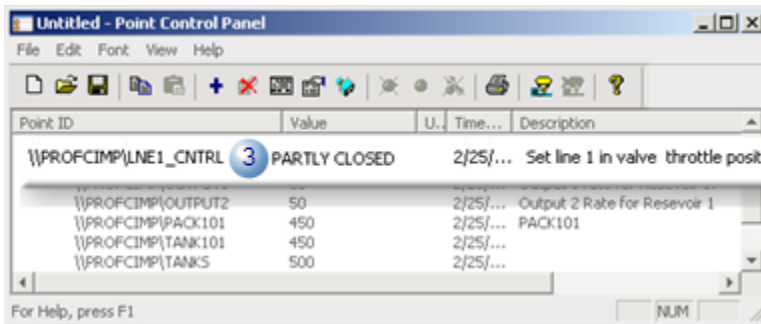 Untitled - Point Control Panel
File Edit Font View Help
Point ID Value U.. Time... Description
\\PROFCIMP\LNE1_CNTRL 3 PARTLY CLOSED 2/25/... Set line 1 in valve throttle posit
\\PROFCIMP\OUTPUT2 50 2/25/... Output 2 Rate for Resevoir 1
\\PROFCIMP\PACK101 450 2/25/... PACK101
\\PROFCIMP\TANK101 450 2/25/...
\\PROFCIMP\TANKS 500 2/25/...
For Help, press F1 NUM